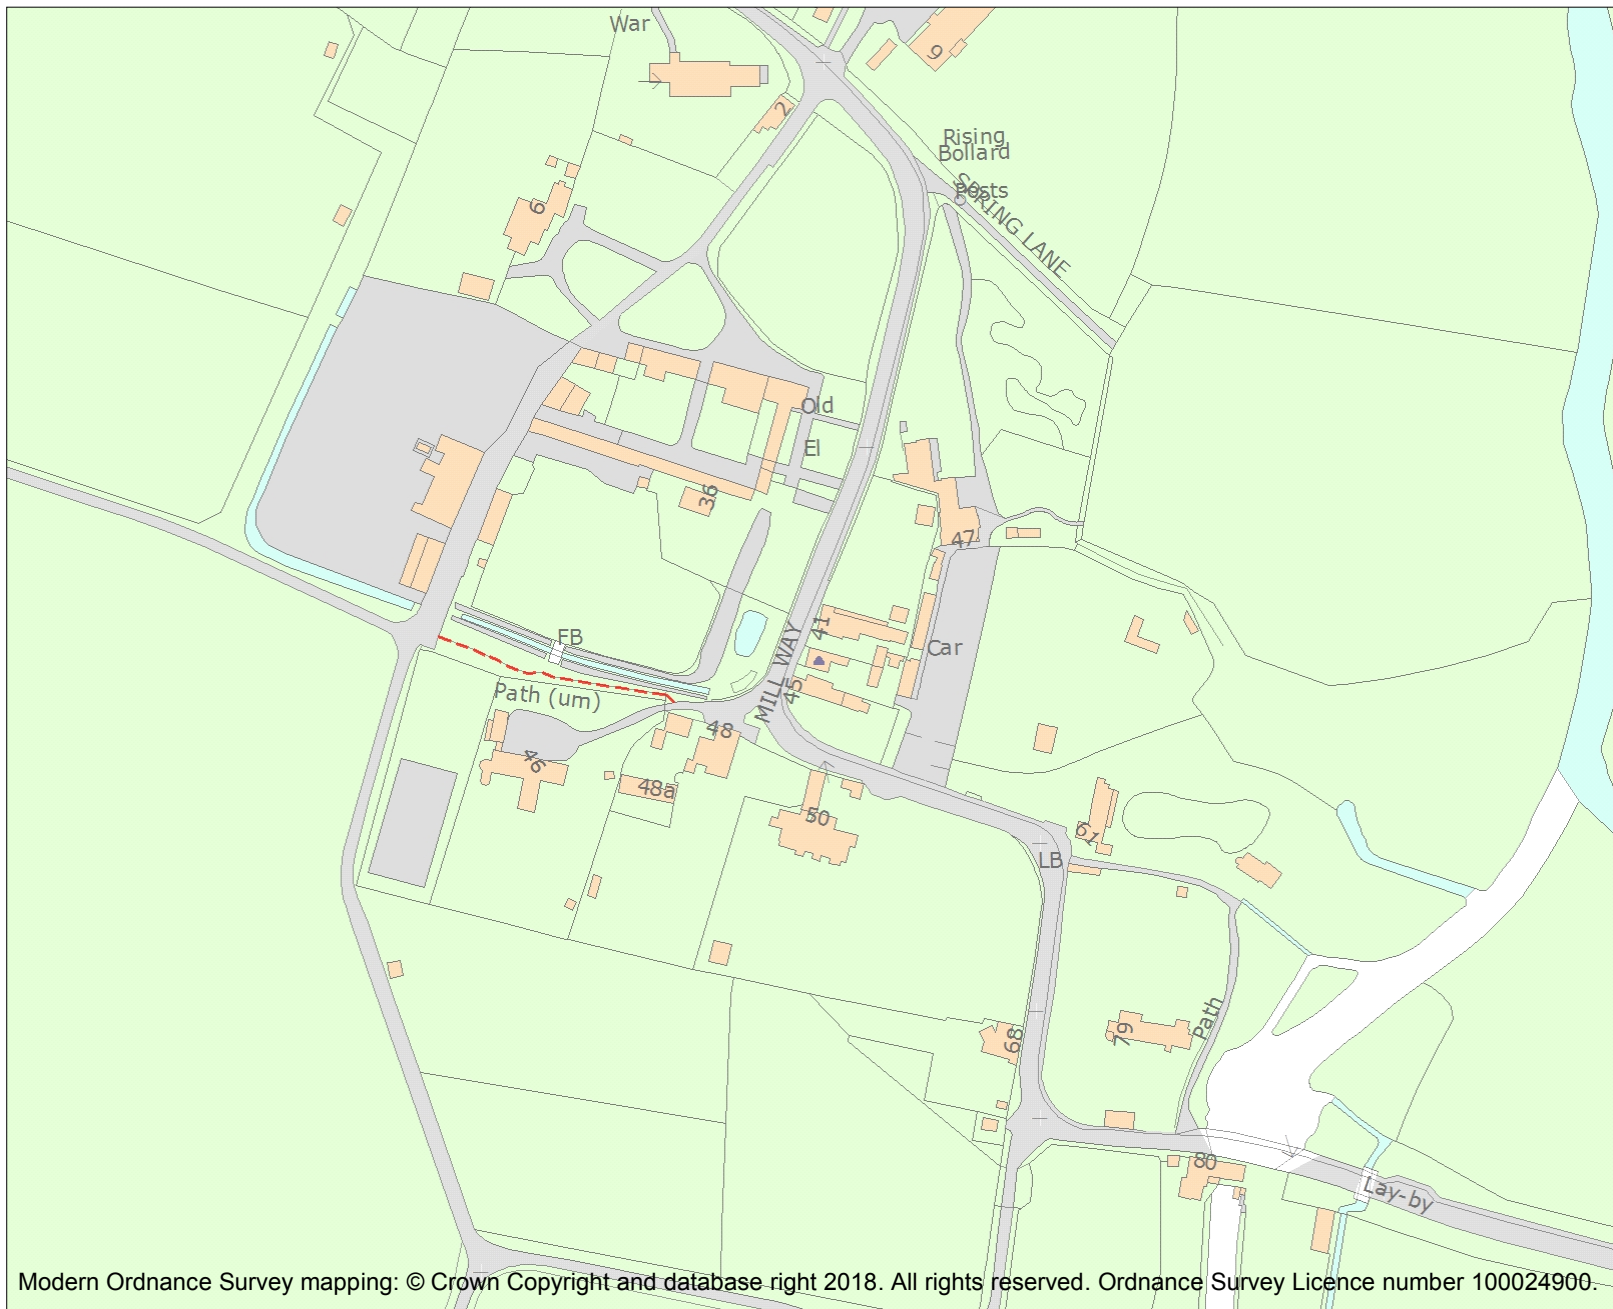 War
9
2
Rising
Bollard
Posts
SPRING LANE
6
Old
El
36
47
FB
41
Car
MILL WAY
45
Path (um)
48
46
48a
50
61
LB
Path
79
68
80
Lay-by
Modern Ordnance Survey mapping: © Crown Copyright and database right 2018. All rights reserved. Ordnance Survey Licence number 100024900.